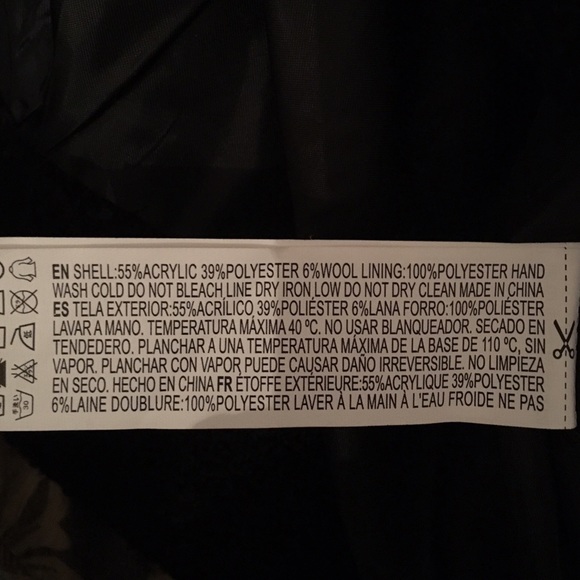 EN SHELL:55%ACRYLIC 39%POLYESTER 6%WOOL LINING:100%POLYESTER HAND
WASH COLD DO NOT BLEACH LINE DRY IRON LOW DO NOT DRY CLEAN MADE IN CHINA
ES TELA EXTERIOR:55%ACRÍLICO 39%POLIÉSTER 6%LANA FORRO:100%POLIÉSTER
LAVAR A MANO. TEMPERATURA MÁXIMA 40 ºC. NO USAR BLANQUEADOR. SECADO EN
TENDEDERO. PLANCHAR A UNA TEMPERATURA MÁXIMA DE LA BASE DE 110 ºC, SIN
VAPOR. PLANCHAR CON VAPOR PUEDE CAUSAR DAÑO IRREVERSIBLE. NO LIMPIEZA
EN SECO. HECHO EN CHINA FR ÉTOFFE EXTÉRIEURE:55%ACRYLIQUE 39%POLYESTER
6%LAINE DOUBLURE:100%POLYESTER LAVER À LA MAIN À L'EAU FROIDE NE PAS